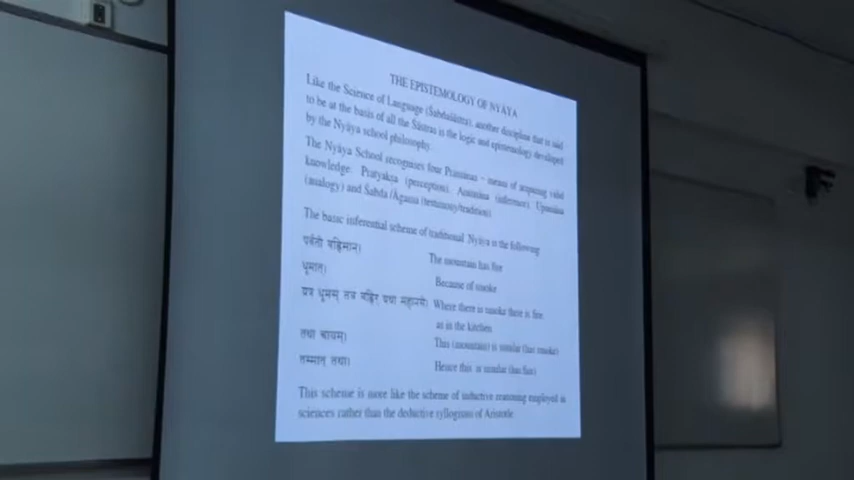 THE EPISTEMOLOGY OF NYĀYA
Like the Science of Language (Śabdaśāstra), another discipline that is said
to be at the basis of all the Śāstras is the logic and epistemology developed
by the Nyāya school philosophy.
The Nyāya School recognizes four Pramāṇas - means of acquiring valid
knowledge: Pratyakṣa (perception), Anumāna (inference), Upamāna
(analogy) and Śabda /Āgama (testimony/tradition).
The basic inferential scheme of traditional Nyāya is the following
पर्वतो वह्निमान्। The mountain has fire
धूमात्। Because of smoke
यत्र धूमस् तत्र वह्निर् यथा महानसे। Where there is smoke there is fire
as in the kitchen
तथा चायम्। This (mountain) is similar (has smoke)
तस्मात् तथा। Hence this is similar (has fire)
This scheme is more like the scheme of inductive reasoning employed in
sciences rather than the deductive syllogism of Aristotle.